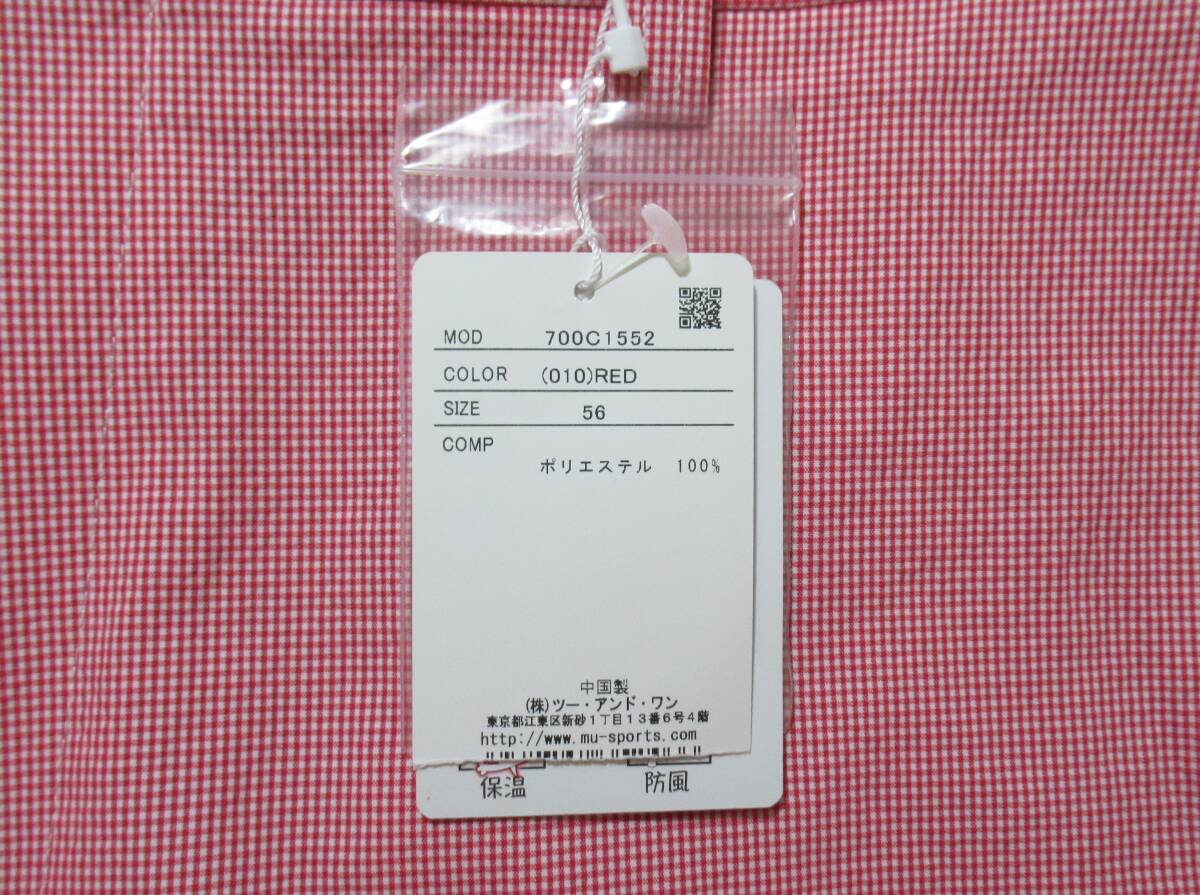 MOD 700C1552
COLOR (010)RED
SIZE 56
COMP
ポリエステル 100%
中国製
(株)ツー・アンド・ワン
東京都江東区新砂1丁目13番6号4階
http://www.mu-sports.com
保温 防風